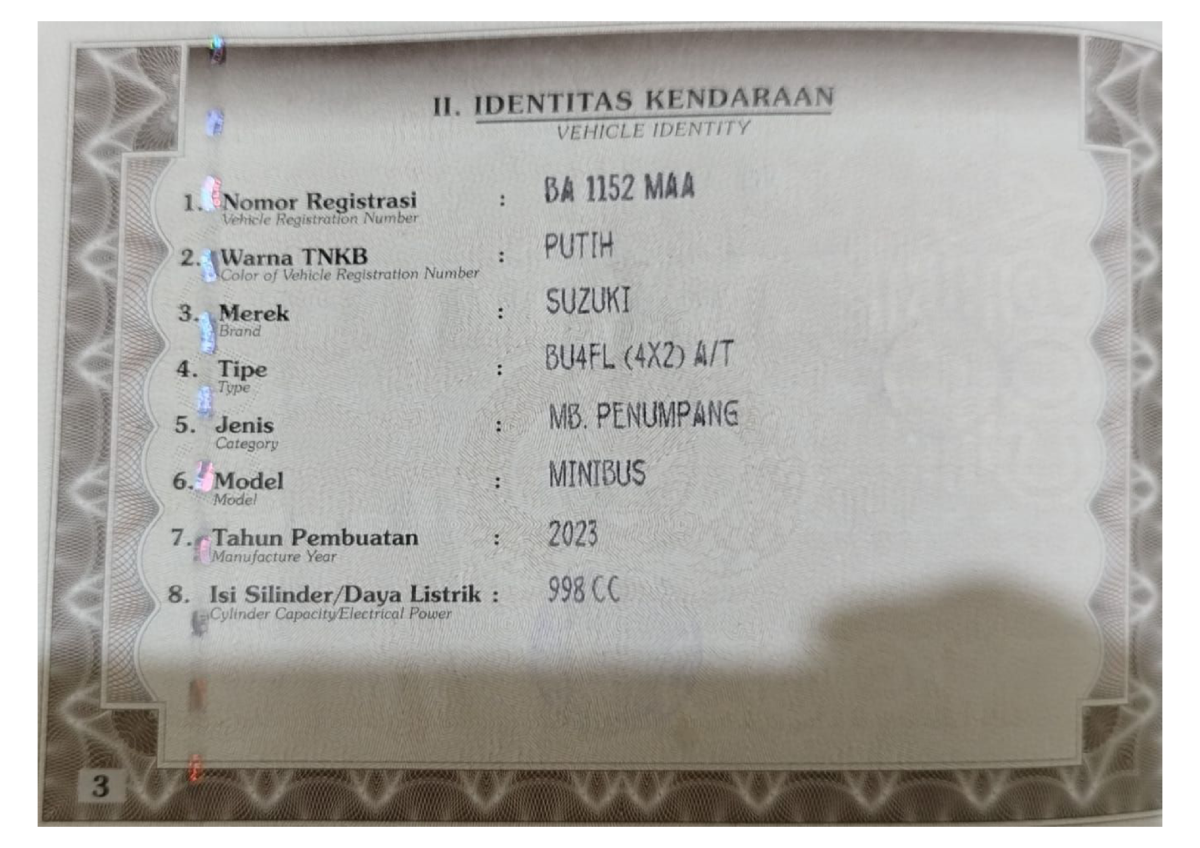 II. IDENTITAS KENDARAAN
VEHICLE IDENTITY
1. Nomor Registrasi : BA 1152 MAA
Vehicle Registration Number
2. Warna TNKB : PUTIH
Color of Vehicle Registration Number
3. Merek : SUZUKI
Brand
4. Tipe : BU4FL (4X2) A/T
Type
5. Jenis : MB. PENUMPANG
Category
6. Model : MINIBUS
Model
7. Tahun Pembuatan : 2023
Manufacture Year
8. Isi Silinder/Daya Listrik : 998 CC
Cylinder Capacity/Electrical Power
3